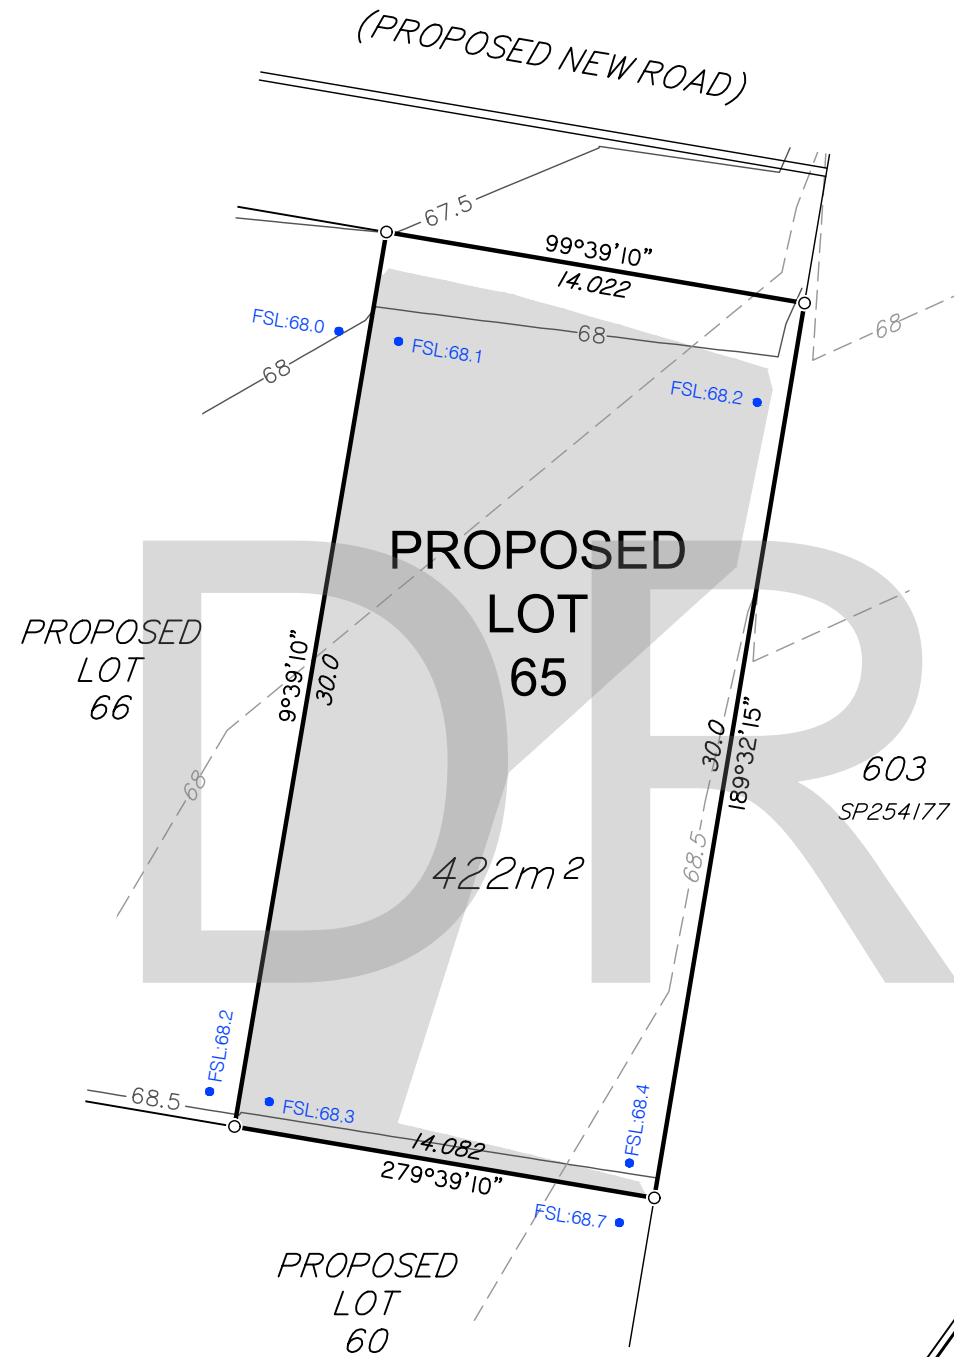 (PROPOSED NEW ROAD)
67.5
99°39'10"
14.022
FSL:68.0
68
68
FSL:68.1
68
FSL:68.2
PROPOSED
LOT
65
PROPOSED
LOT
66
9°39'10"
30.0
30.0
189°32'15"
603
SP254177
68
68.5
422m²
DR
FSL:68.2
68.5
FSL:68.3
FSL:68.4
14.082
279°39'10"
FSL:68.7
PROPOSED
LOT
60